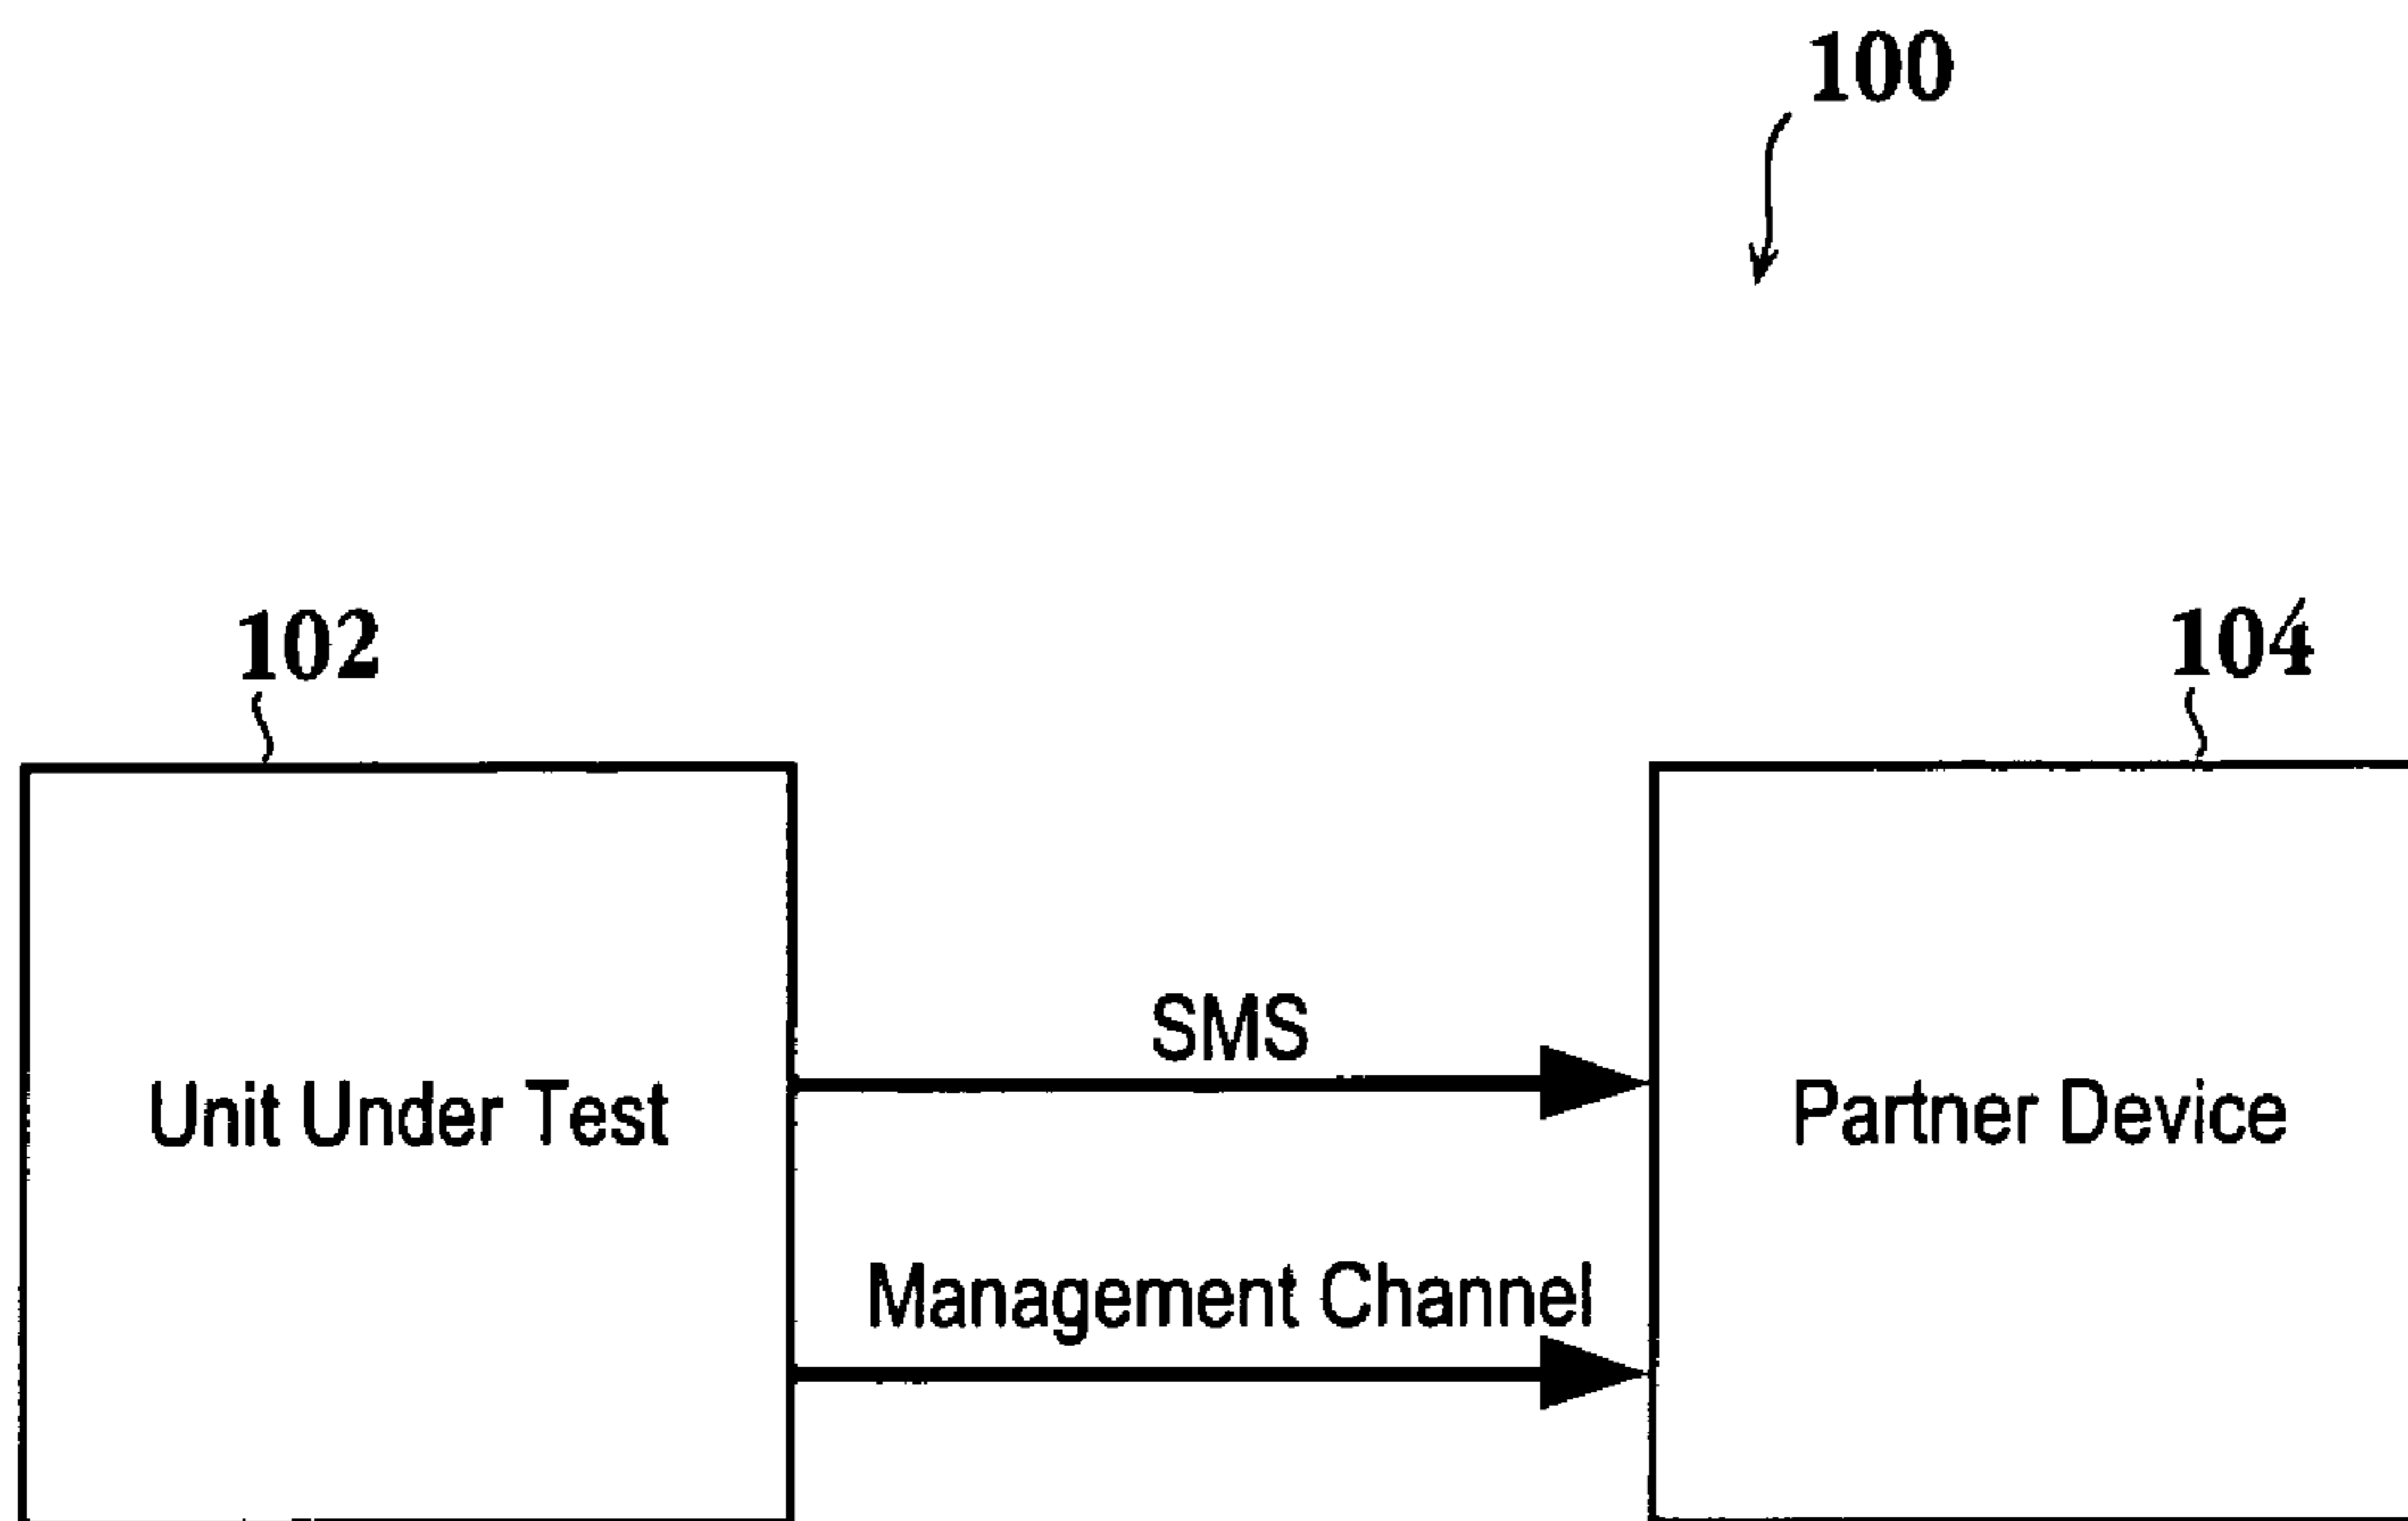 100
102
104
SMS
Unit Under Test
Partner Device
Management Channel